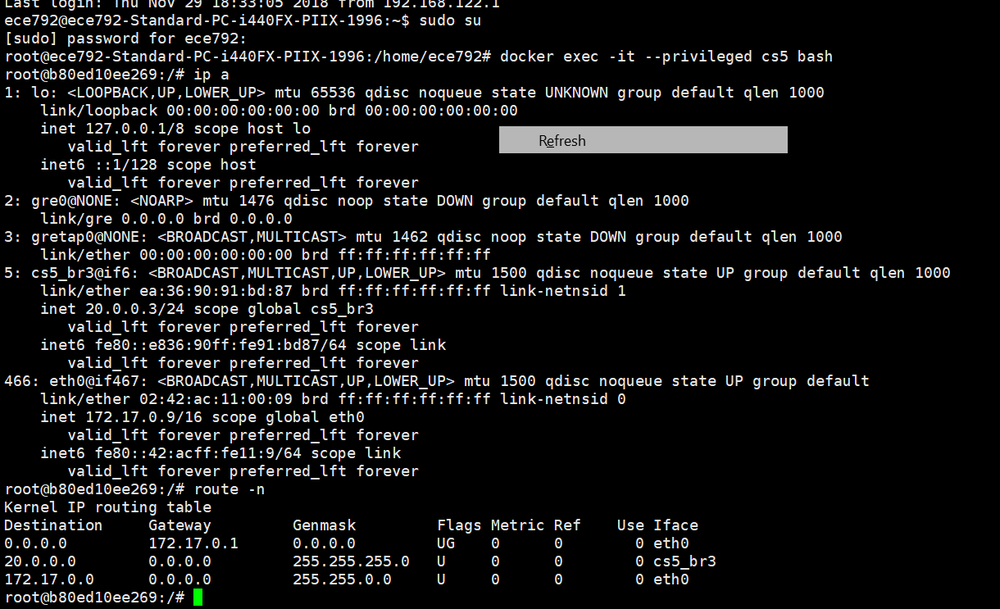 Last login: Thu Nov 29 18:33:05 2018 from 192.168.122.1
ece792@ece792-Standard-PC-i440FX-PIIX-1996:~$ sudo su
[sudo] password for ece792:
root@ece792-Standard-PC-i440FX-PIIX-1996:/home/ece792# docker exec -it --privileged cs5 bash
root@b80ed10ee269:/# ip a
1: lo: <LOOPBACK,UP,LOWER_UP> mtu 65536 qdisc noqueue state UNKNOWN group default qlen 1000
    link/loopback 00:00:00:00:00:00 brd 00:00:00:00:00:00
    inet 127.0.0.1/8 scope host lo
Refresh
       valid_lft forever preferred_lft forever
    inet6 ::1/128 scope host
       valid_lft forever preferred_lft forever
2: gre0@NONE: <NOARP> mtu 1476 qdisc noop state DOWN group default qlen 1000
    link/gre 0.0.0.0 brd 0.0.0.0
3: gretap0@NONE: <BROADCAST,MULTICAST> mtu 1462 qdisc noop state DOWN group default qlen 1000
    link/ether 00:00:00:00:00:00 brd ff:ff:ff:ff:ff:ff
5: cs5_br3@if6: <BROADCAST,MULTICAST,UP,LOWER_UP> mtu 1500 qdisc noqueue state UP group default qlen 1000
    link/ether ea:36:90:91:bd:87 brd ff:ff:ff:ff:ff:ff link-netnsid 1
    inet 20.0.0.3/24 scope global cs5_br3
       valid_lft forever preferred_lft forever
    inet6 fe80::e836:90ff:fe91:bd87/64 scope link
       valid_lft forever preferred_lft forever
466: eth0@if467: <BROADCAST,MULTICAST,UP,LOWER_UP> mtu 1500 qdisc noqueue state UP group default
    link/ether 02:42:ac:11:00:09 brd ff:ff:ff:ff:ff:ff link-netnsid 0
    inet 172.17.0.9/16 scope global eth0
       valid_lft forever preferred_lft forever
    inet6 fe80::42:acff:fe11:9/64 scope link
       valid_lft forever preferred_lft forever
root@b80ed10ee269:/# route -n
Kernel IP routing table
Destination     Gateway         Genmask         Flags Metric Ref    Use Iface
0.0.0.0         172.17.0.1      0.0.0.0         UG    0      0        0 eth0
20.0.0.0        0.0.0.0         255.255.255.0   U     0      0        0 cs5_br3
172.17.0.0      0.0.0.0         255.255.0.0     U     0      0        0 eth0
root@b80ed10ee269:/#